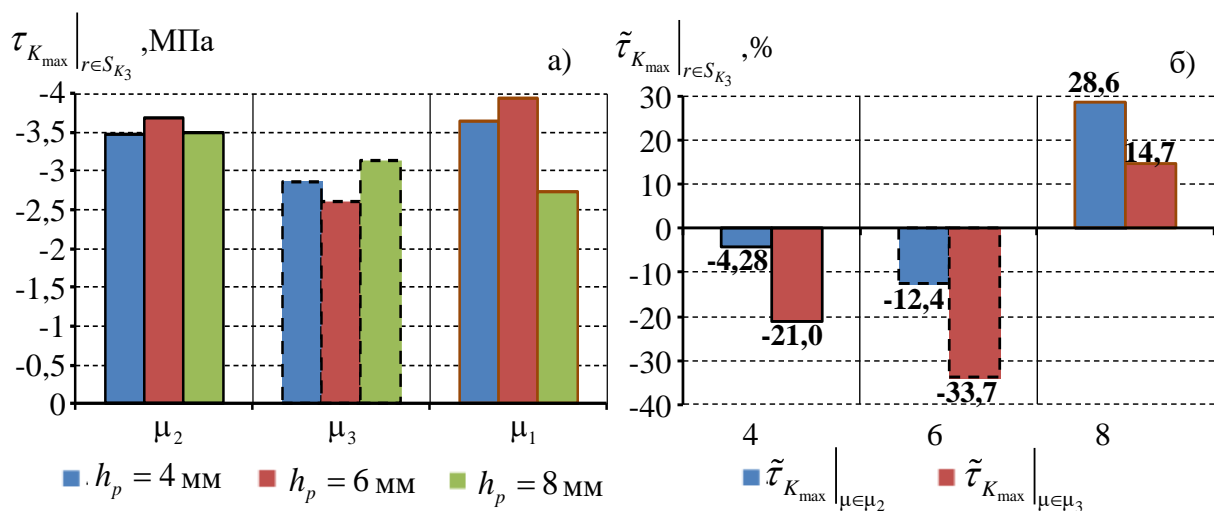 τ_{K_max}|_{r∈S_{K_3}} ,МПа
а)
-4
-3,5
-3
-2,5
-2
-1,5
-1
-0,5
0
μ₂ μ₃ μ₁
h_p = 4 мм h_p = 6 мм h_p = 8 мм
τ̃_{K_max}|_{r∈S_{K_3}} ,%
б)
30
20
10
0
-10
-20
-30
-40
28,6
14,7
-4,28
-12,4
-21,0
-33,7
4 6 8
τ̃_{K_max}|_{μ∈μ₂} τ̃_{K_max}|_{μ∈μ₃}